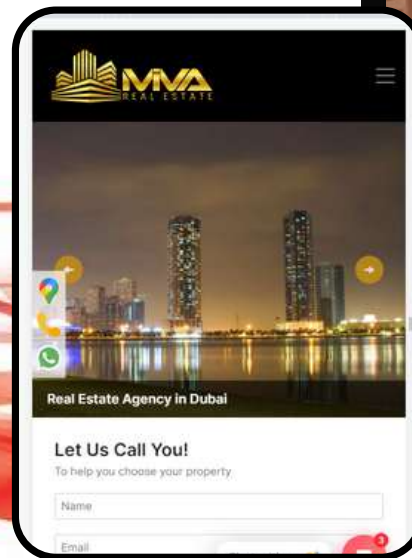 MIVA
REAL ESTATE
Real Estate Agency in Dubai
Let Us Call You!
To help you choose your property
Name
Email
3